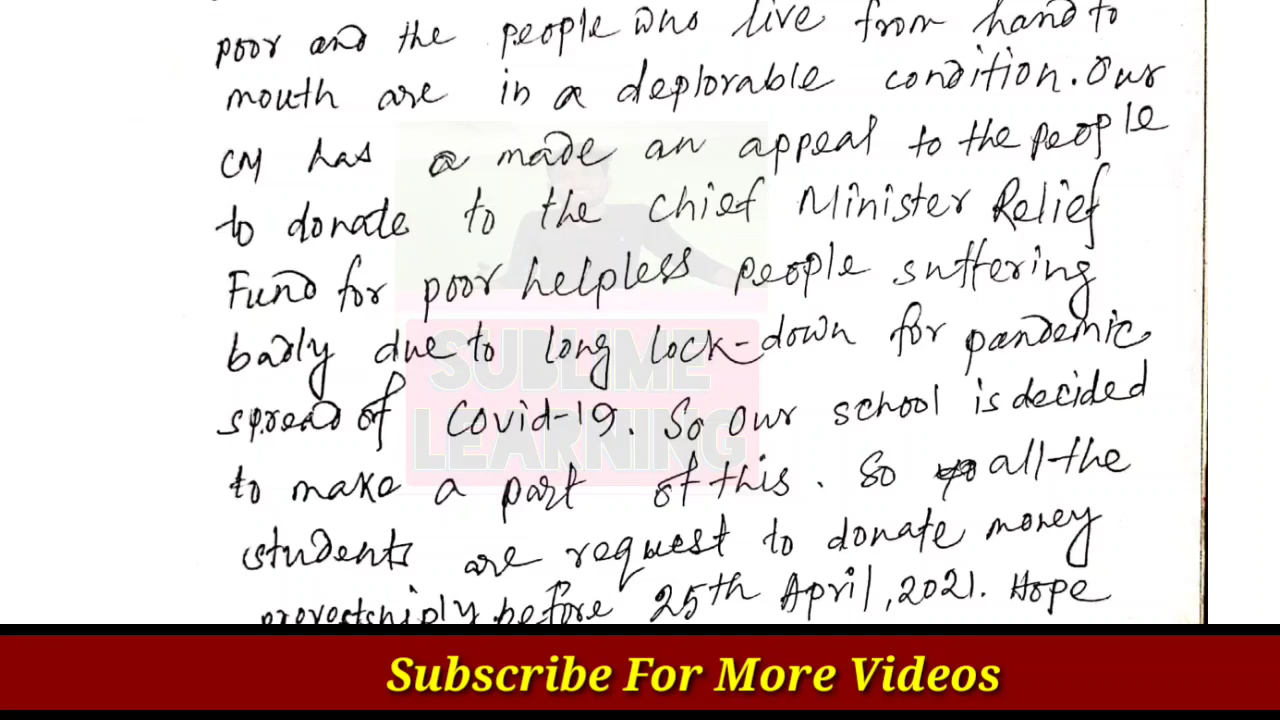 poor and the people who live from hand to
mouth are in a deplorable condition. Our
CM has a made an appeal to the people
to donate to the Chief Minister Relief
Fund for poor helpless people suffering
badly due to long lock-down for pandemic
spread of Covid-19. So Our school is decided
to make a part of this. So all the
students are request to donate money
before 25th April, 2021. Hope
SUBLIME
LEARNING
Subscribe For More Videos